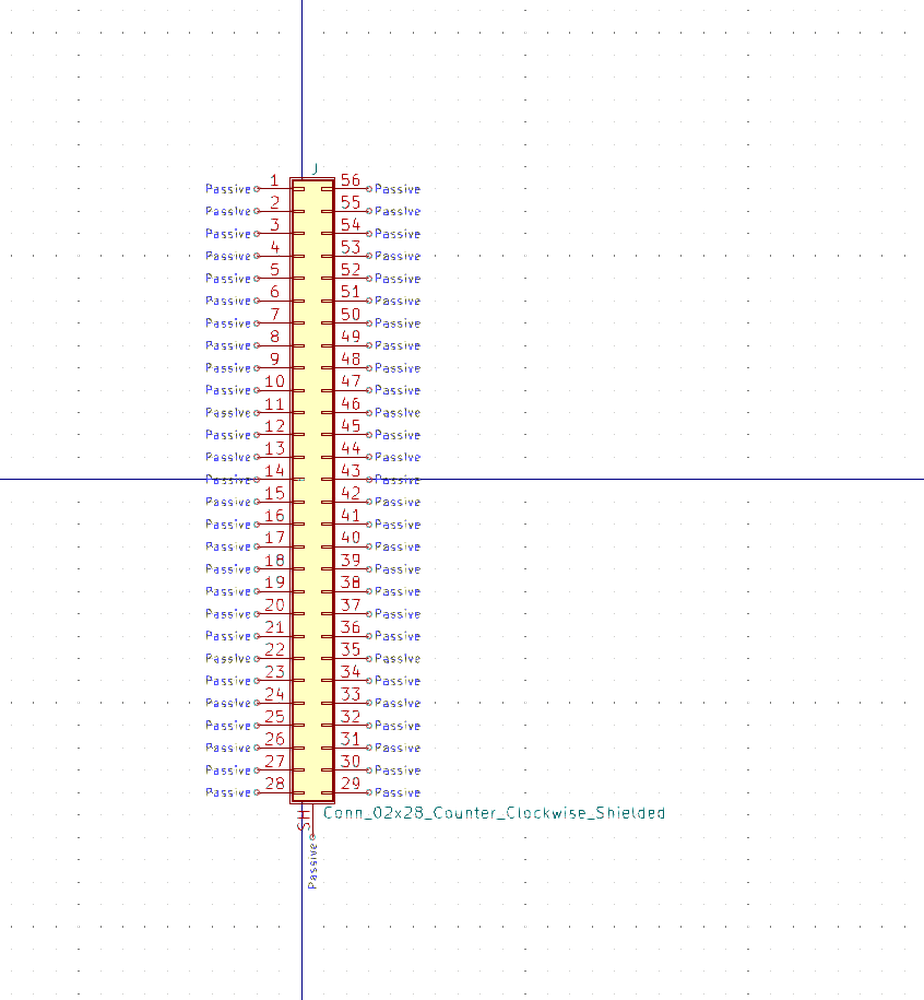 J
Passive 1 56 Passive
Passive 2 55 Passive
Passive 3 54 Passive
Passive 4 53 Passive
Passive 5 52 Passive
Passive 6 51 Passive
Passive 7 50 Passive
Passive 8 49 Passive
Passive 9 48 Passive
Passive 10 47 Passive
Passive 11 46 Passive
Passive 12 45 Passive
Passive 13 44 Passive
Passive 14 43 Passive
Passive 15 42 Passive
Passive 16 41 Passive
Passive 17 40 Passive
Passive 18 39 Passive
Passive 19 38 Passive
Passive 20 37 Passive
Passive 21 36 Passive
Passive 22 35 Passive
Passive 23 34 Passive
Passive 24 33 Passive
Passive 25 32 Passive
Passive 26 31 Passive
Passive 27 30 Passive
Passive 28 29 Passive
SH
Conn_02x28_Counter_Clockwise_Shielded
Passive